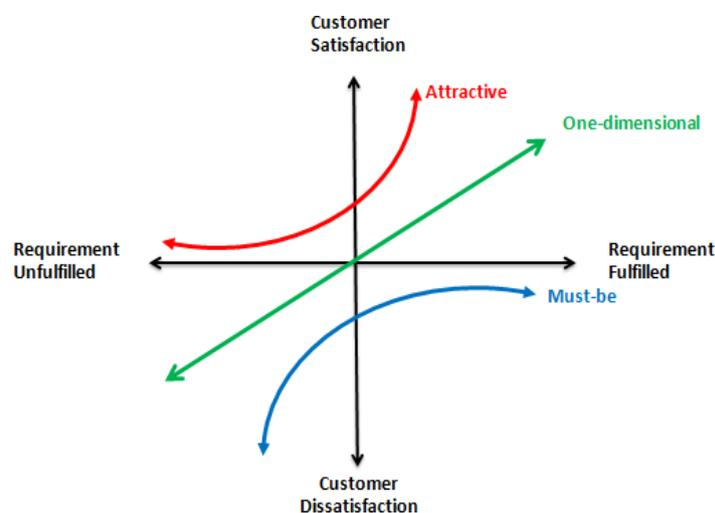 Customer
Satisfaction
Attractive
One-dimensional
Requirement
Unfulfilled
Requirement
Fulfilled
Must-be
Customer
Dissatisfaction